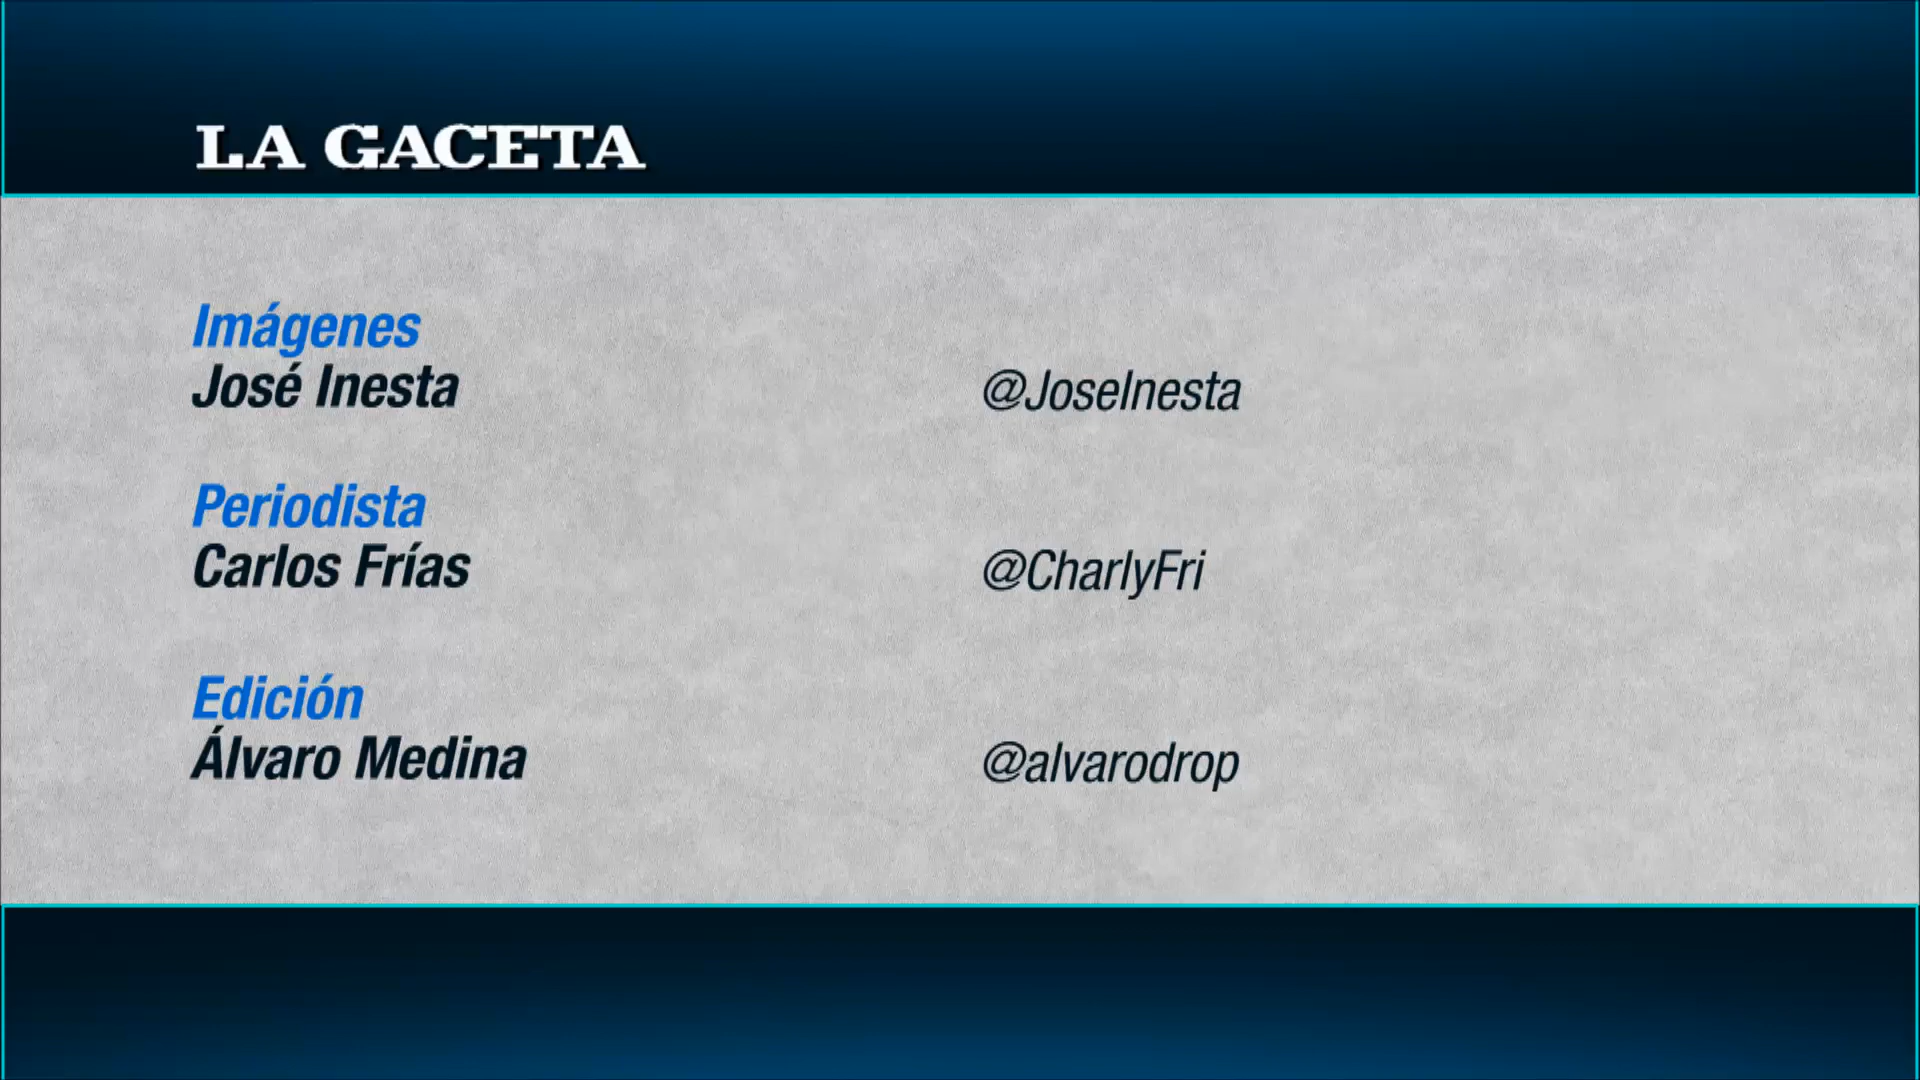 LA GACETA
Imágenes
José Inesta @JoseInesta
Periodista
Carlos Frías @CharlyFri
Edición
Álvaro Medina @alvarodrop